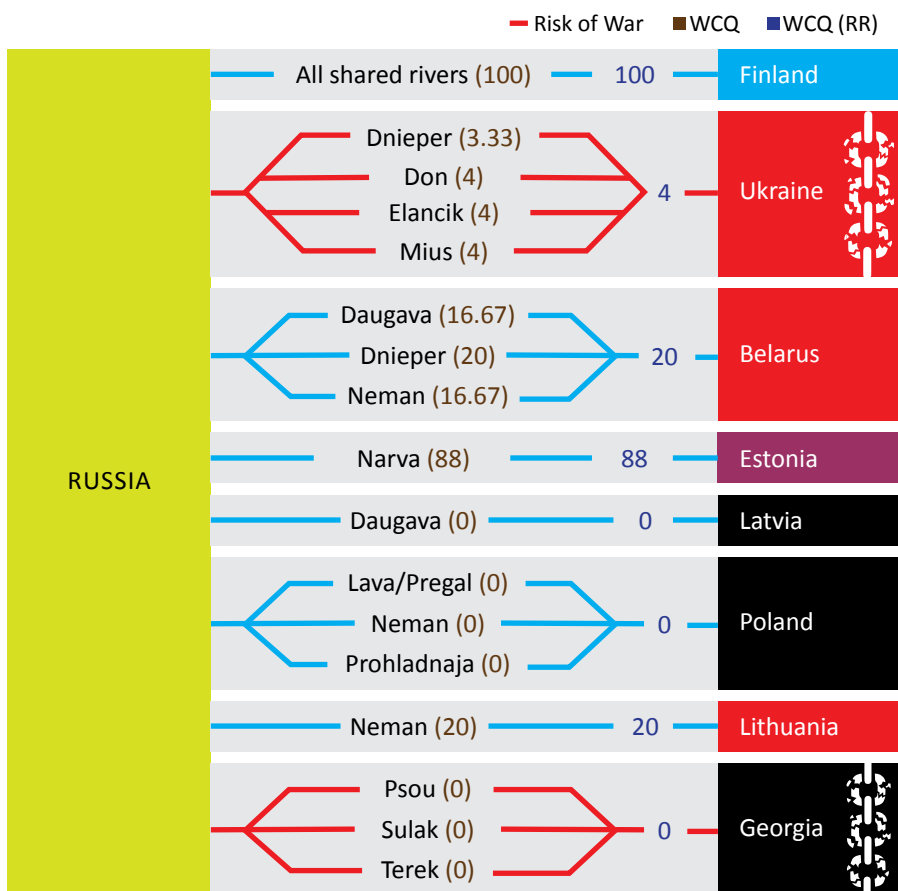 Risk of War WCQ WCQ (RR)
RUSSIA
All shared rivers (100) 100 Finland
Dnieper (3.33)
Don (4)
Elancik (4)
Mius (4)
4 Ukraine
Daugava (16.67)
Dnieper (20)
Neman (16.67)
20 Belarus
Narva (88) 88 Estonia
Daugava (0) 0 Latvia
Lava/Pregal (0)
Neman (0)
Prohladnaja (0)
0 Poland
Neman (20) 20 Lithuania
Psou (0)
Sulak (0)
Terek (0)
0 Georgia